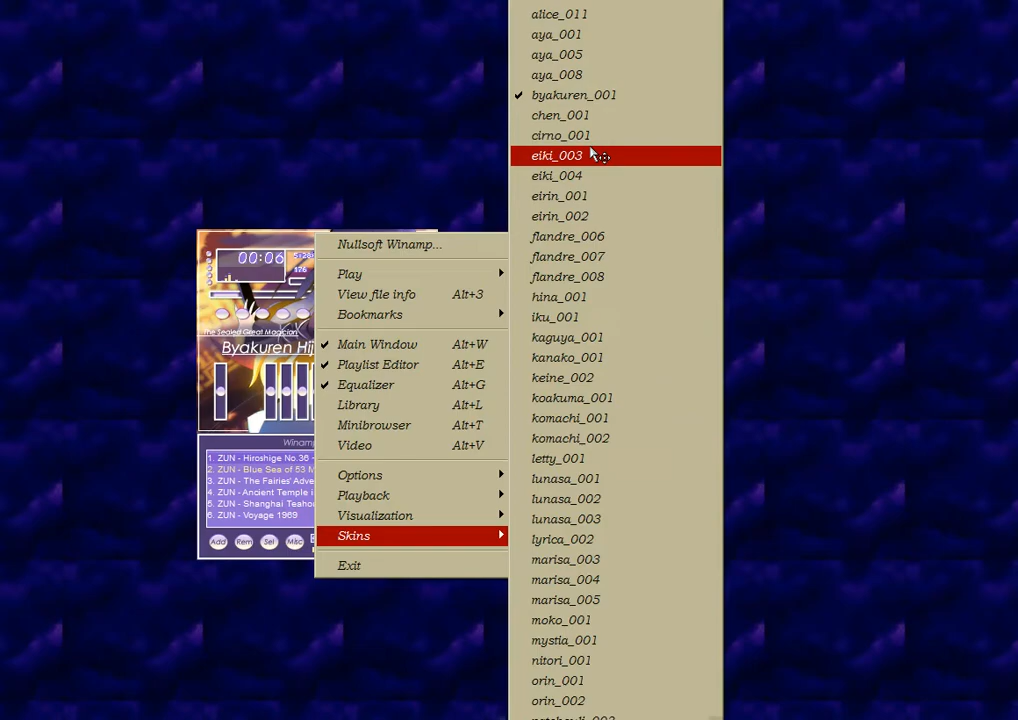 alice_011
aya_001
aya_005
aya_008
byakuren_001
chen_001
cirno_001
eiki_003
eiki_004
eirin_001
eirin_002
flandre_006
flandre_007
flandre_008
hina_001
iku_001
kaguya_001
kanako_001
keine_002
koakuma_001
komachi_001
komachi_002
letty_001
lunasa_001
lunasa_002
lunasa_003
lyrica_002
marisa_003
marisa_004
marisa_005
moko_001
mystia_001
nitori_001
orin_001
orin_002
Nullsoft Winamp...
Play
View file info Alt+3
Bookmarks
Main Window Alt+W
Playlist Editor Alt+E
Equalizer Alt+G
Library Alt+L
Minibrowser Alt+T
Video Alt+V
Options
Playback
Visualization
Skins
Exit
00:06
176
The Sealed Great Magician
Byakuren Hij
Winamp
1. ZUN - Hiroshige No.36 -
2. ZUN - Blue Sea of 53 M
3. ZUN - The Fairies' Adve
4. ZUN - Ancient Temple i
5. ZUN - Shanghai Teahou
6. ZUN - Voyage 1969
Add Rem Sel Misc